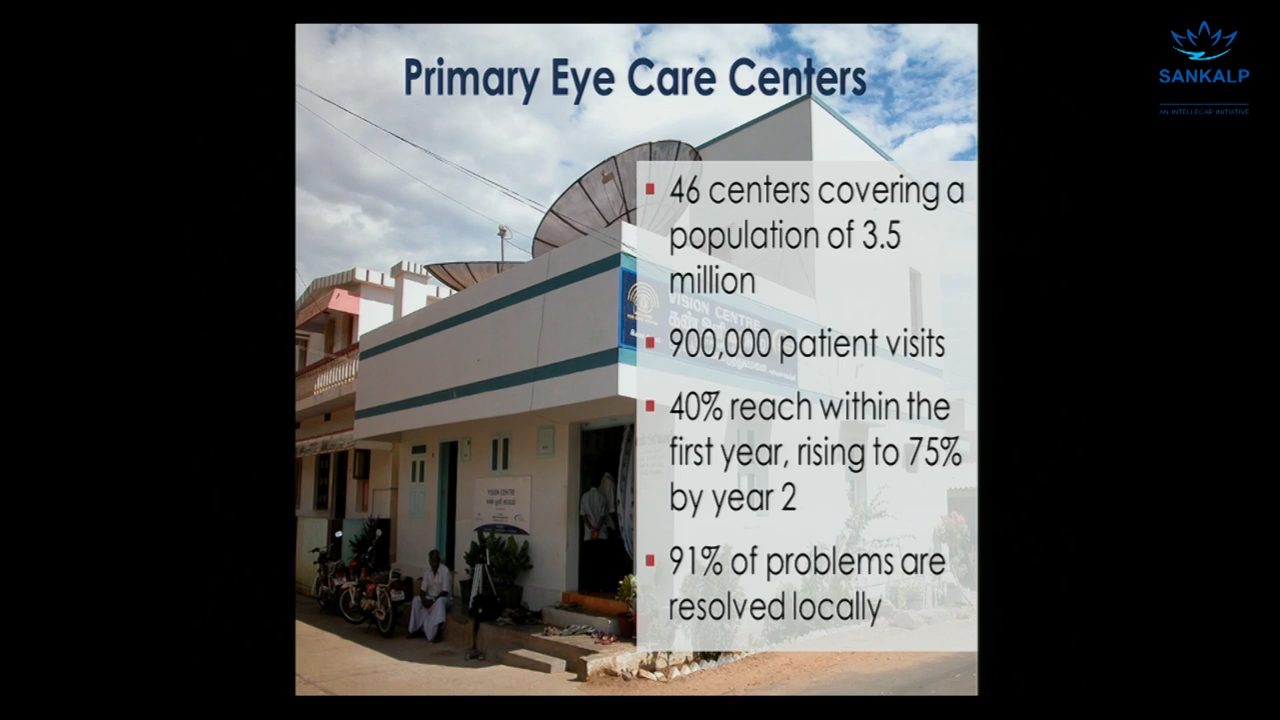 Primary Eye Care Centers
SANKALP
AN INTELLECAP INITIATIVE
46 centers covering a
population of 3.5
million
VISION CENTRE
900,000 patient visits
40% reach within the
first year, rising to 75%
by year 2
VISION CENTRE
91% of problems are
resolved locally